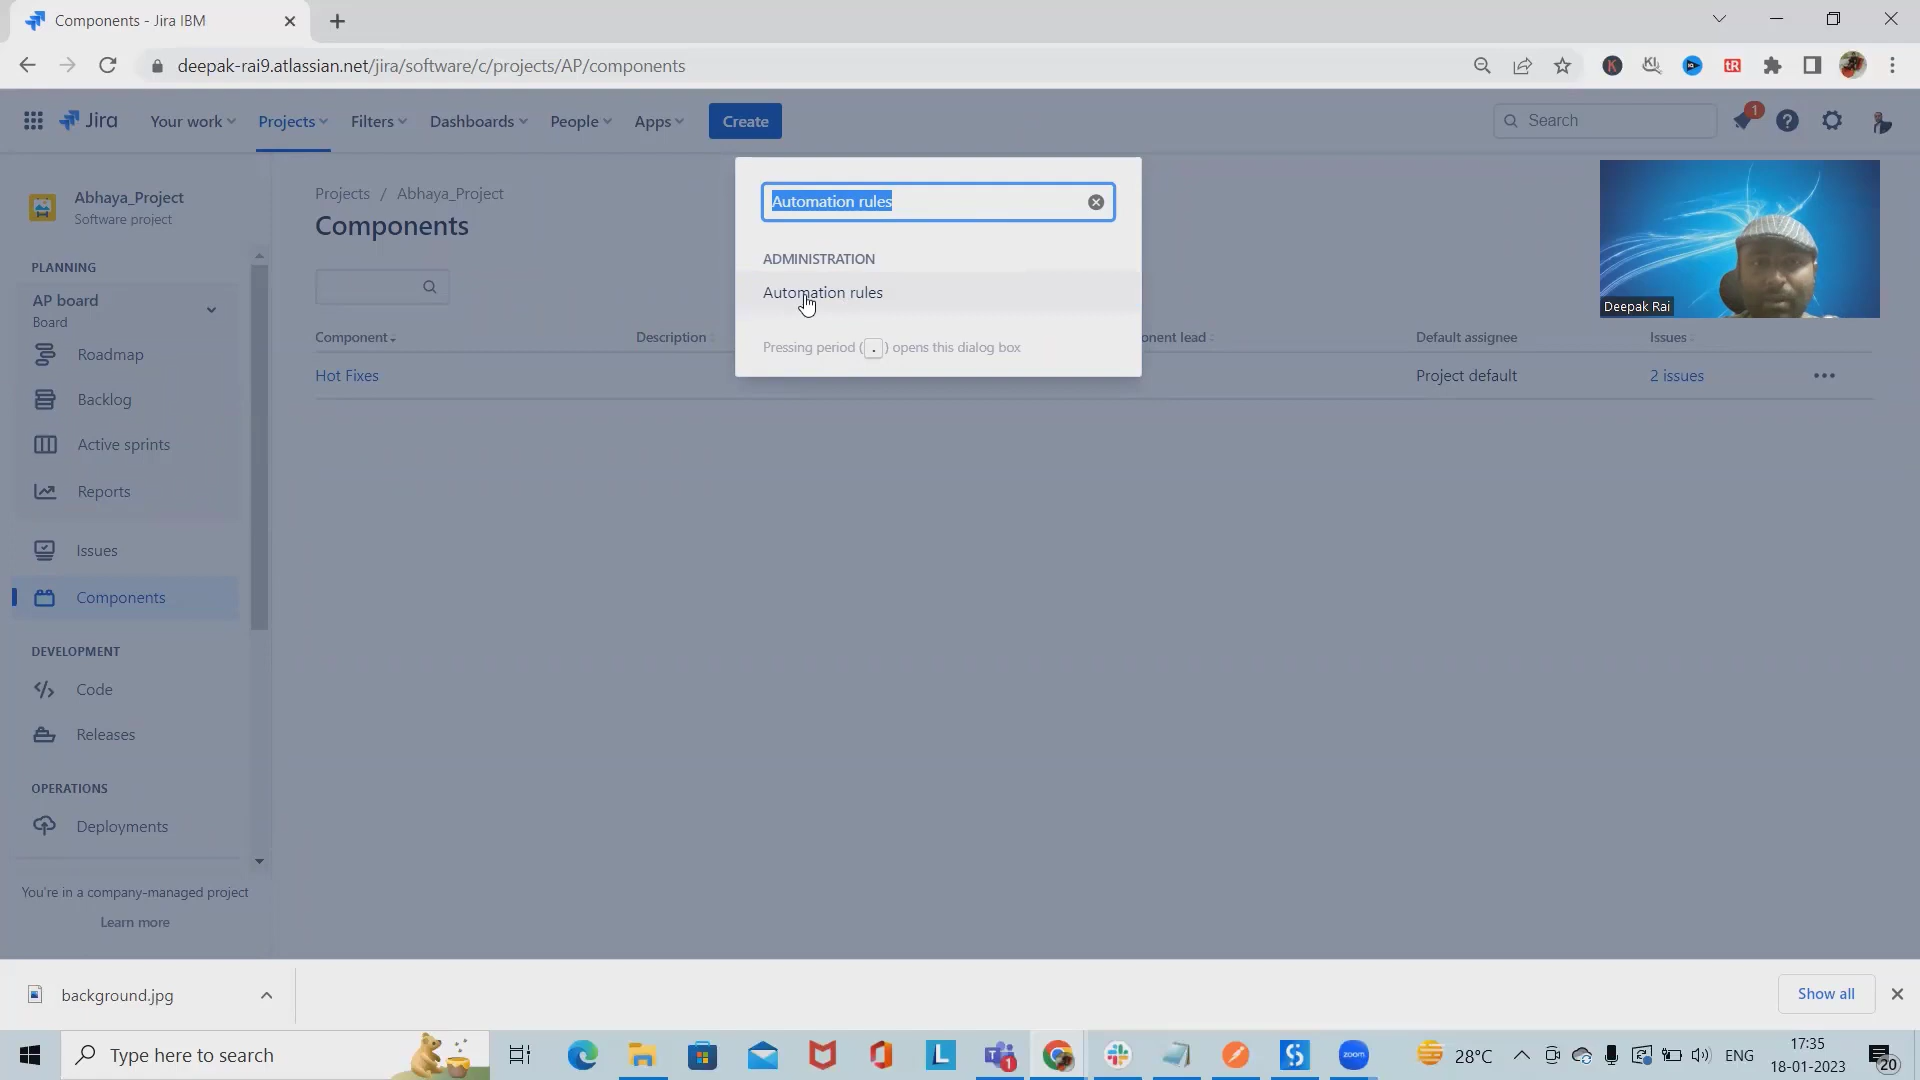 Components - Jira IBM
deepak-rai9.atlassian.net/jira/software/c/projects/AP/components
Jira
Your work
Projects
Filters
Dashboards
People
Apps
Create
Search
1
Abhaya_Project
Software project
PLANNING
AP board
Board
Roadmap
Backlog
Active sprints
Reports
Issues
Components
DEVELOPMENT
Code
Releases
OPERATIONS
Deployments
You're in a company-managed project
Learn more
Projects / Abhaya_Project
Components
Component
Description
onent lead
Default assignee
Issues
Hot Fixes
Project default
2 issues
Automation rules
ADMINISTRATION
Automation rules
Pressing period ( . ) opens this dialog box
Deepak Rai
background.jpg
Show all
Type here to search
L
1
zoom
28°C
ENG
17:35
18-01-2023
20